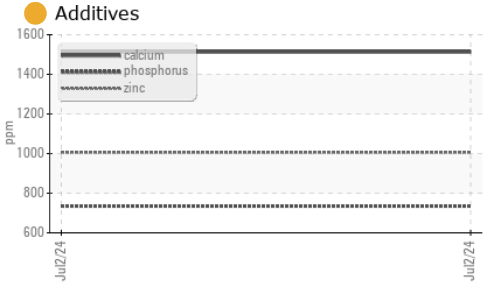 Additives
1600
1400
1200
1000
800
600
ppm
calcium
phosphorus
zinc
Jul2/24
Jul2/24